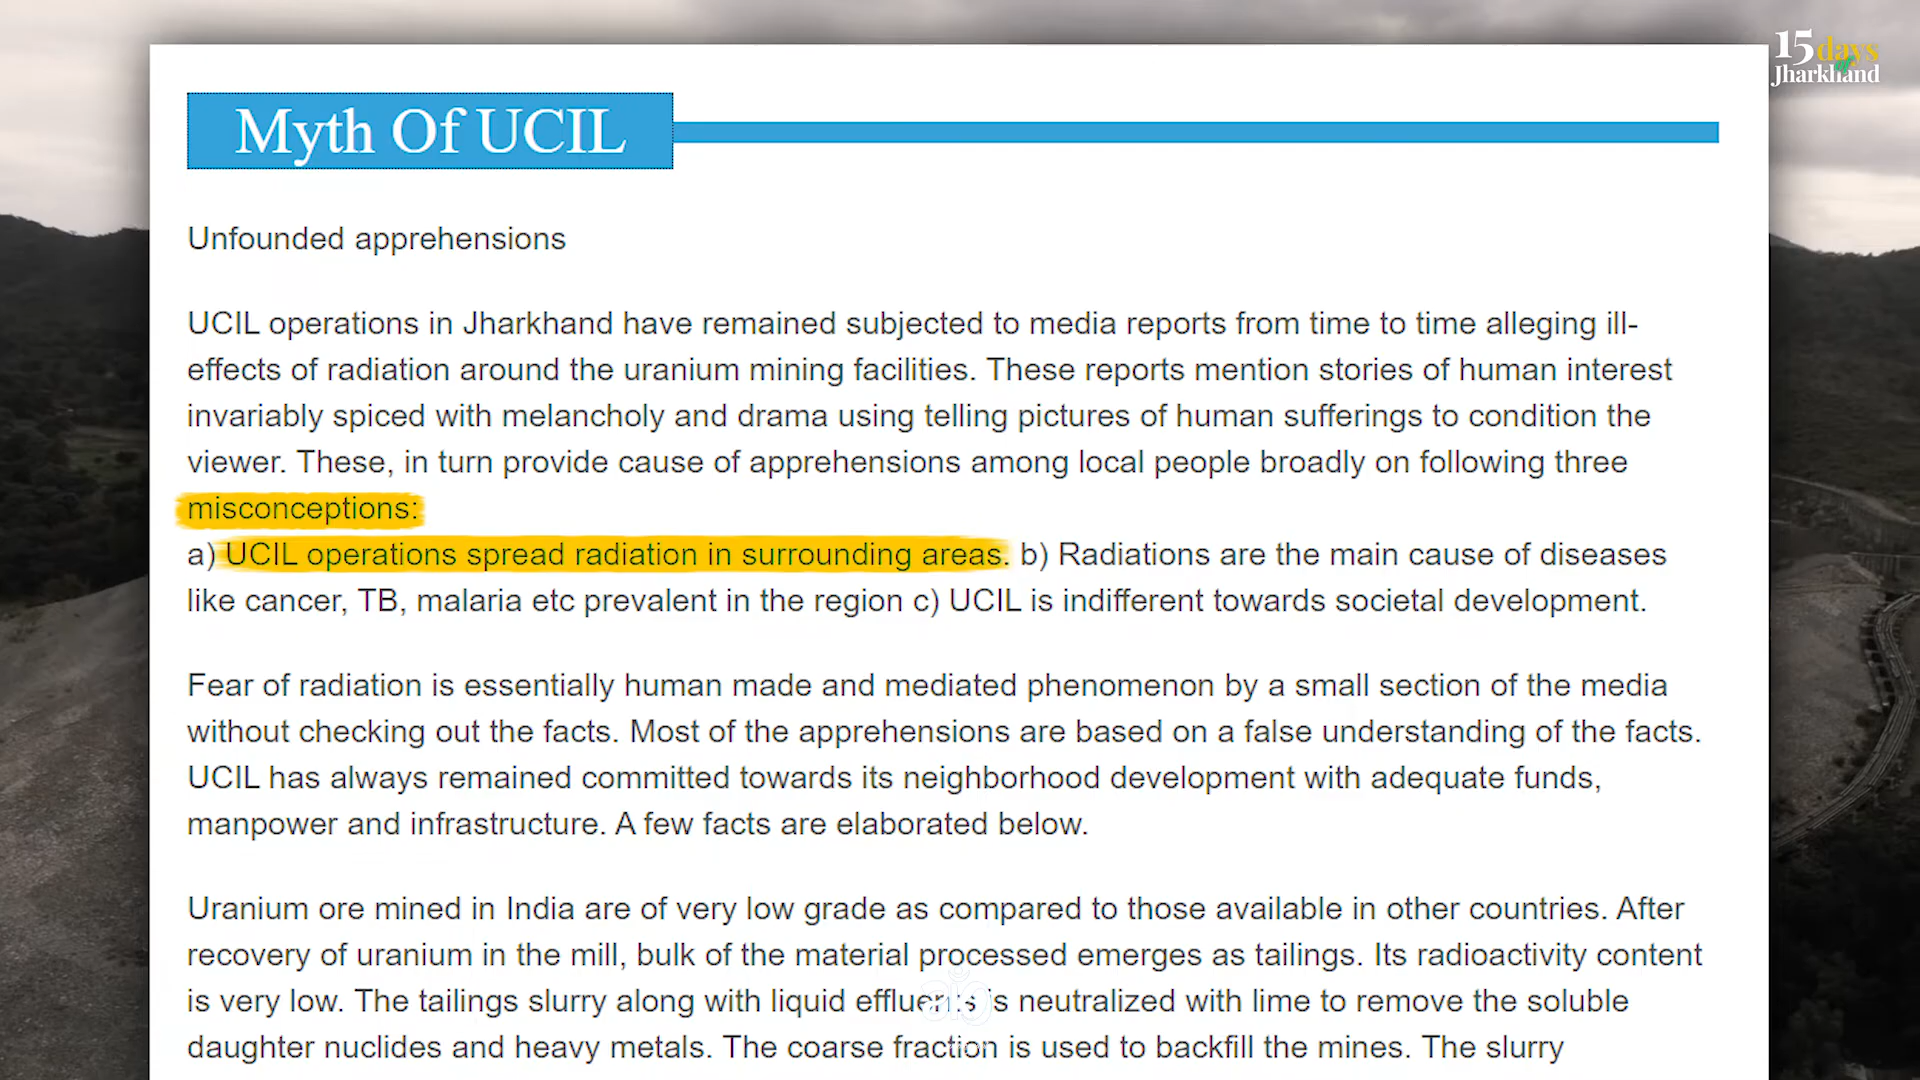 15 days
of
Jharkhand
Myth Of UCIL
Unfounded apprehensions
UCIL operations in Jharkhand have remained subjected to media reports from time to time alleging ill-
effects of radiation around the uranium mining facilities. These reports mention stories of human interest
invariably spiced with melancholy and drama using telling pictures of human sufferings to condition the
viewer. These, in turn provide cause of apprehensions among local people broadly on following three
misconceptions:
a) UCIL operations spread radiation in surrounding areas. b) Radiations are the main cause of diseases
like cancer, TB, malaria etc prevalent in the region c) UCIL is indifferent towards societal development.
Fear of radiation is essentially human made and mediated phenomenon by a small section of the media
without checking out the facts. Most of the apprehensions are based on a false understanding of the facts.
UCIL has always remained committed towards its neighborhood development with adequate funds,
manpower and infrastructure. A few facts are elaborated below.
Uranium ore mined in India are of very low grade as compared to those available in other countries. After
recovery of uranium in the mill, bulk of the material processed emerges as tailings. Its radioactivity content
is very low. The tailings slurry along with liquid effluents is neutralized with lime to remove the soluble
daughter nuclides and heavy metals. The coarse fraction is used to backfill the mines. The slurry